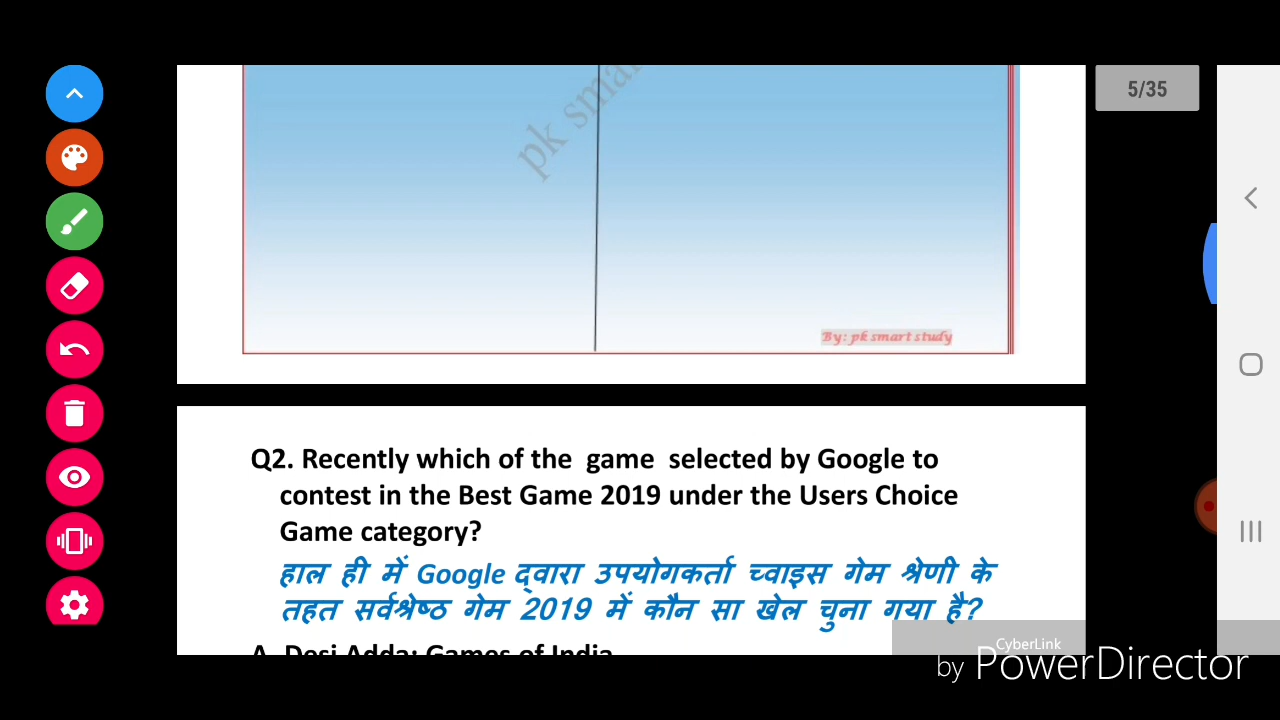 pk smar
5/35
By: pk smart study
Q2. Recently which of the game selected by Google to
contest in the Best Game 2019 under the Users Choice
Game category?
हाल ही में Google द्वारा उपयोगकर्ता च्वाइस गेम श्रेणी के
तहत सर्वश्रेष्ठ गेम 2019 में कौन सा खेल चुना गया है?
A. Desi Adda: Games of India
CyberLink
by PowerDirector